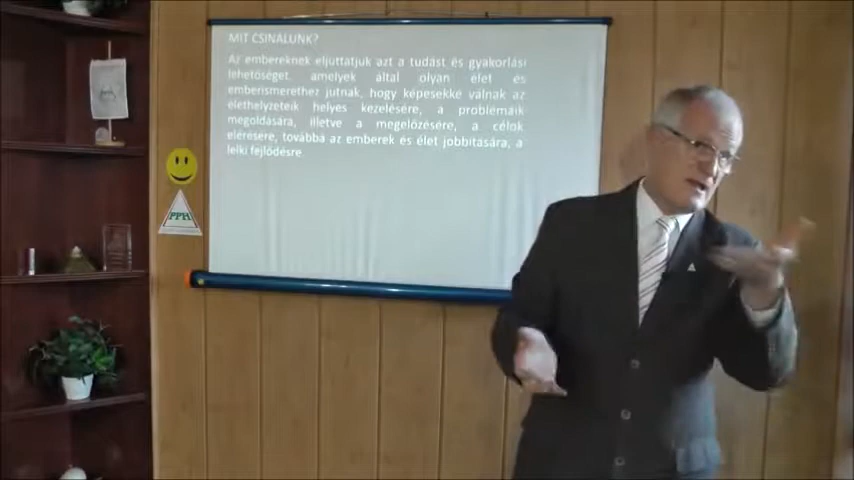 MIT CSINÁLUNK?
Az embereknek eljuttatjuk azt a tudást és gyakorlási
lehetőséget, amelyek által olyan élet és
emberismerethez jutnak, hogy képesekké válnak az
élethelyzeteik helyes kezelésére, a problémáik
megoldására, illetve a megelőzésére, a célok
elérésére, továbbá az emberek és élet jobbítására, a
lelki fejlődésre
PPH